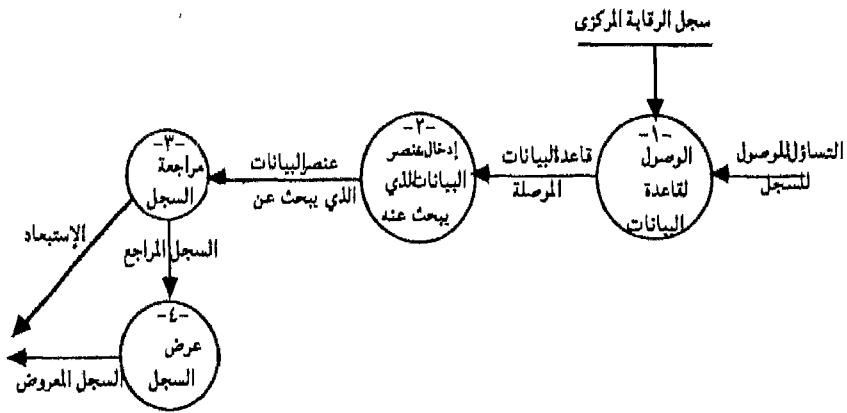 سجل الرقابة المركزى
التساؤل للوصول
للسجل
-١-
الوصول
لقاعدة
البيانات
قاعدة البيانات
الموصلة
-٢-
إدخال عنصر
البيانات الذي
يبحث عنه
عنصر البيانات
الذي يبحث عن
-٣-
مراجعة
السجل
الإستبعاد
السجل المراجع
-٤-
عرض
السجل
السجل المعروض